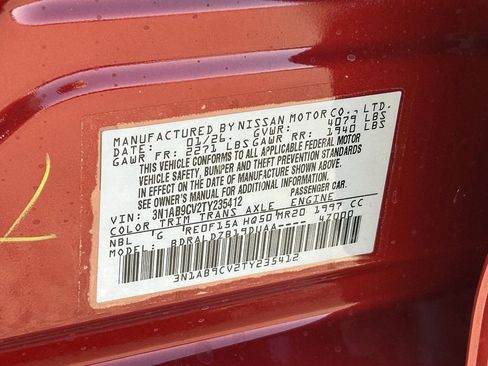 MANUFACTURED BY NISSAN MOTOR CO., LTD.
DATE: 01/26. GVWR: 4079 LBS
GAWR FR: 2271 LBS GAWR RR: 1940 LBS
THIS VEHICLE CONFORMS TO ALL APPLICABLE FEDERAL MOTOR
VEHICLE SAFETY, BUMPER AND THEFT PREVENTION STANDARDS
IN EFFECT ON THE DATE OF MANUFACTURE SHOWN ABOVE.
SEE OWNER'S MANUAL FOR ADDITIONAL INFORMATION.
VIN: 3N1AB9CV2TY235412 PASSENGER CAR.
COLOR TRIM TRANS AXLE ENGINE
NBL G RE0F15A HQ50 MR20 1997 CC
MODEL: BDRALDZB19DUAA---- 4Z000
3N1AB9CV2TY235412